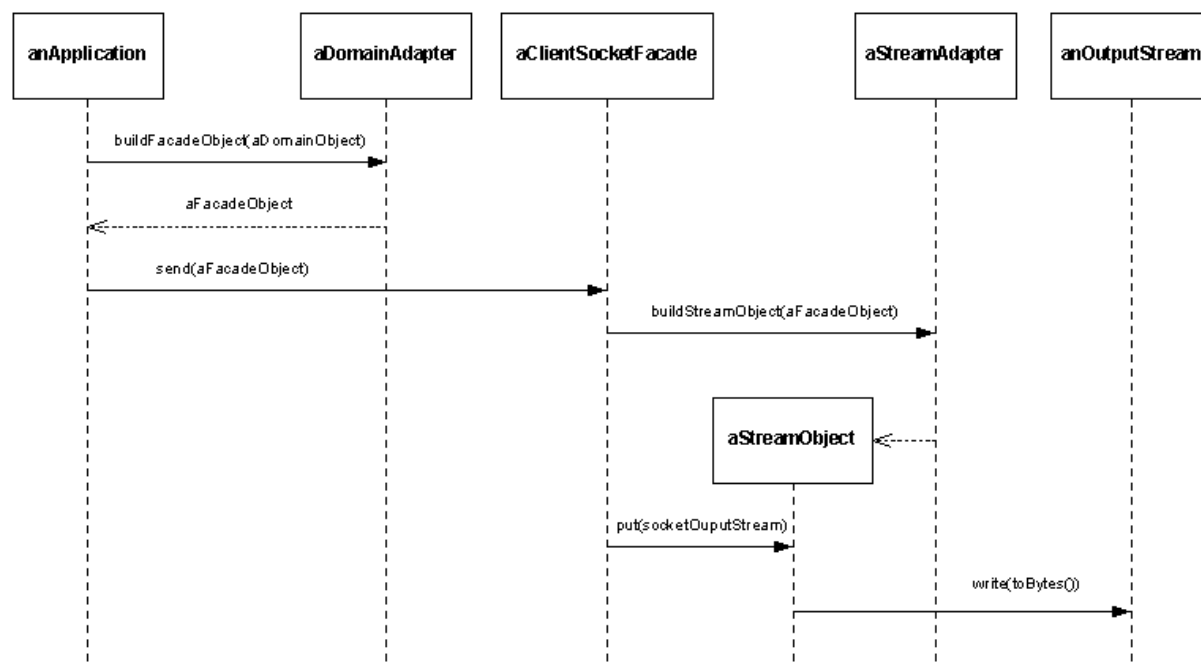 anApplication
aDomainAdapter
aClientSocketFacade
aStreamAdapter
anOutputStream
buildFacadeObject(aDomainObject)
aFacadeObject
send(aFacadeObject)
buildStreamObject(aFacadeObject)
aStreamObject
put(socketOuputStream)
write(toBytes())